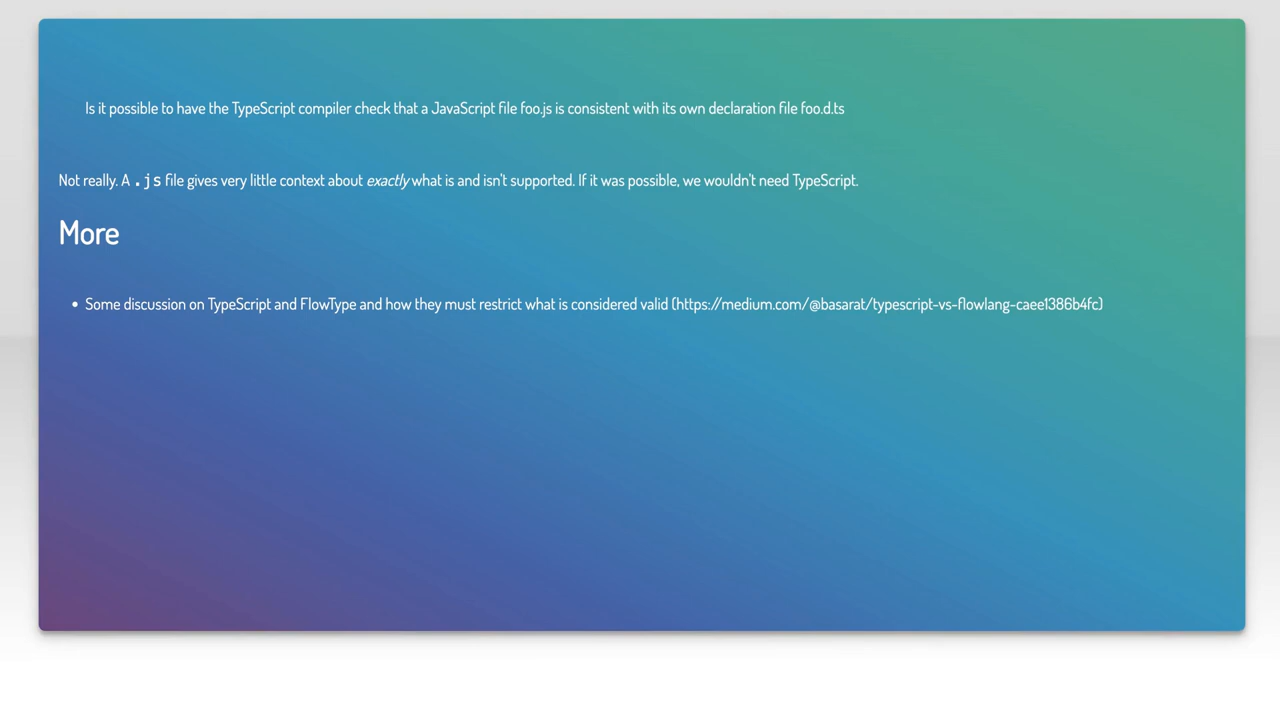 Is it possible to have the TypeScript compiler check that a JavaScript file foo.js is consistent with its own declaration file foo.d.ts
Not really. A .js file gives very little context about exactly what is and isn't supported. If it was possible, we wouldn't need TypeScript.
More
• Some discussion on TypeScript and FlowType and how they must restrict what is considered valid (https://medium.com/@basarat/typescript-vs-flowlang-caee1386b4fc)